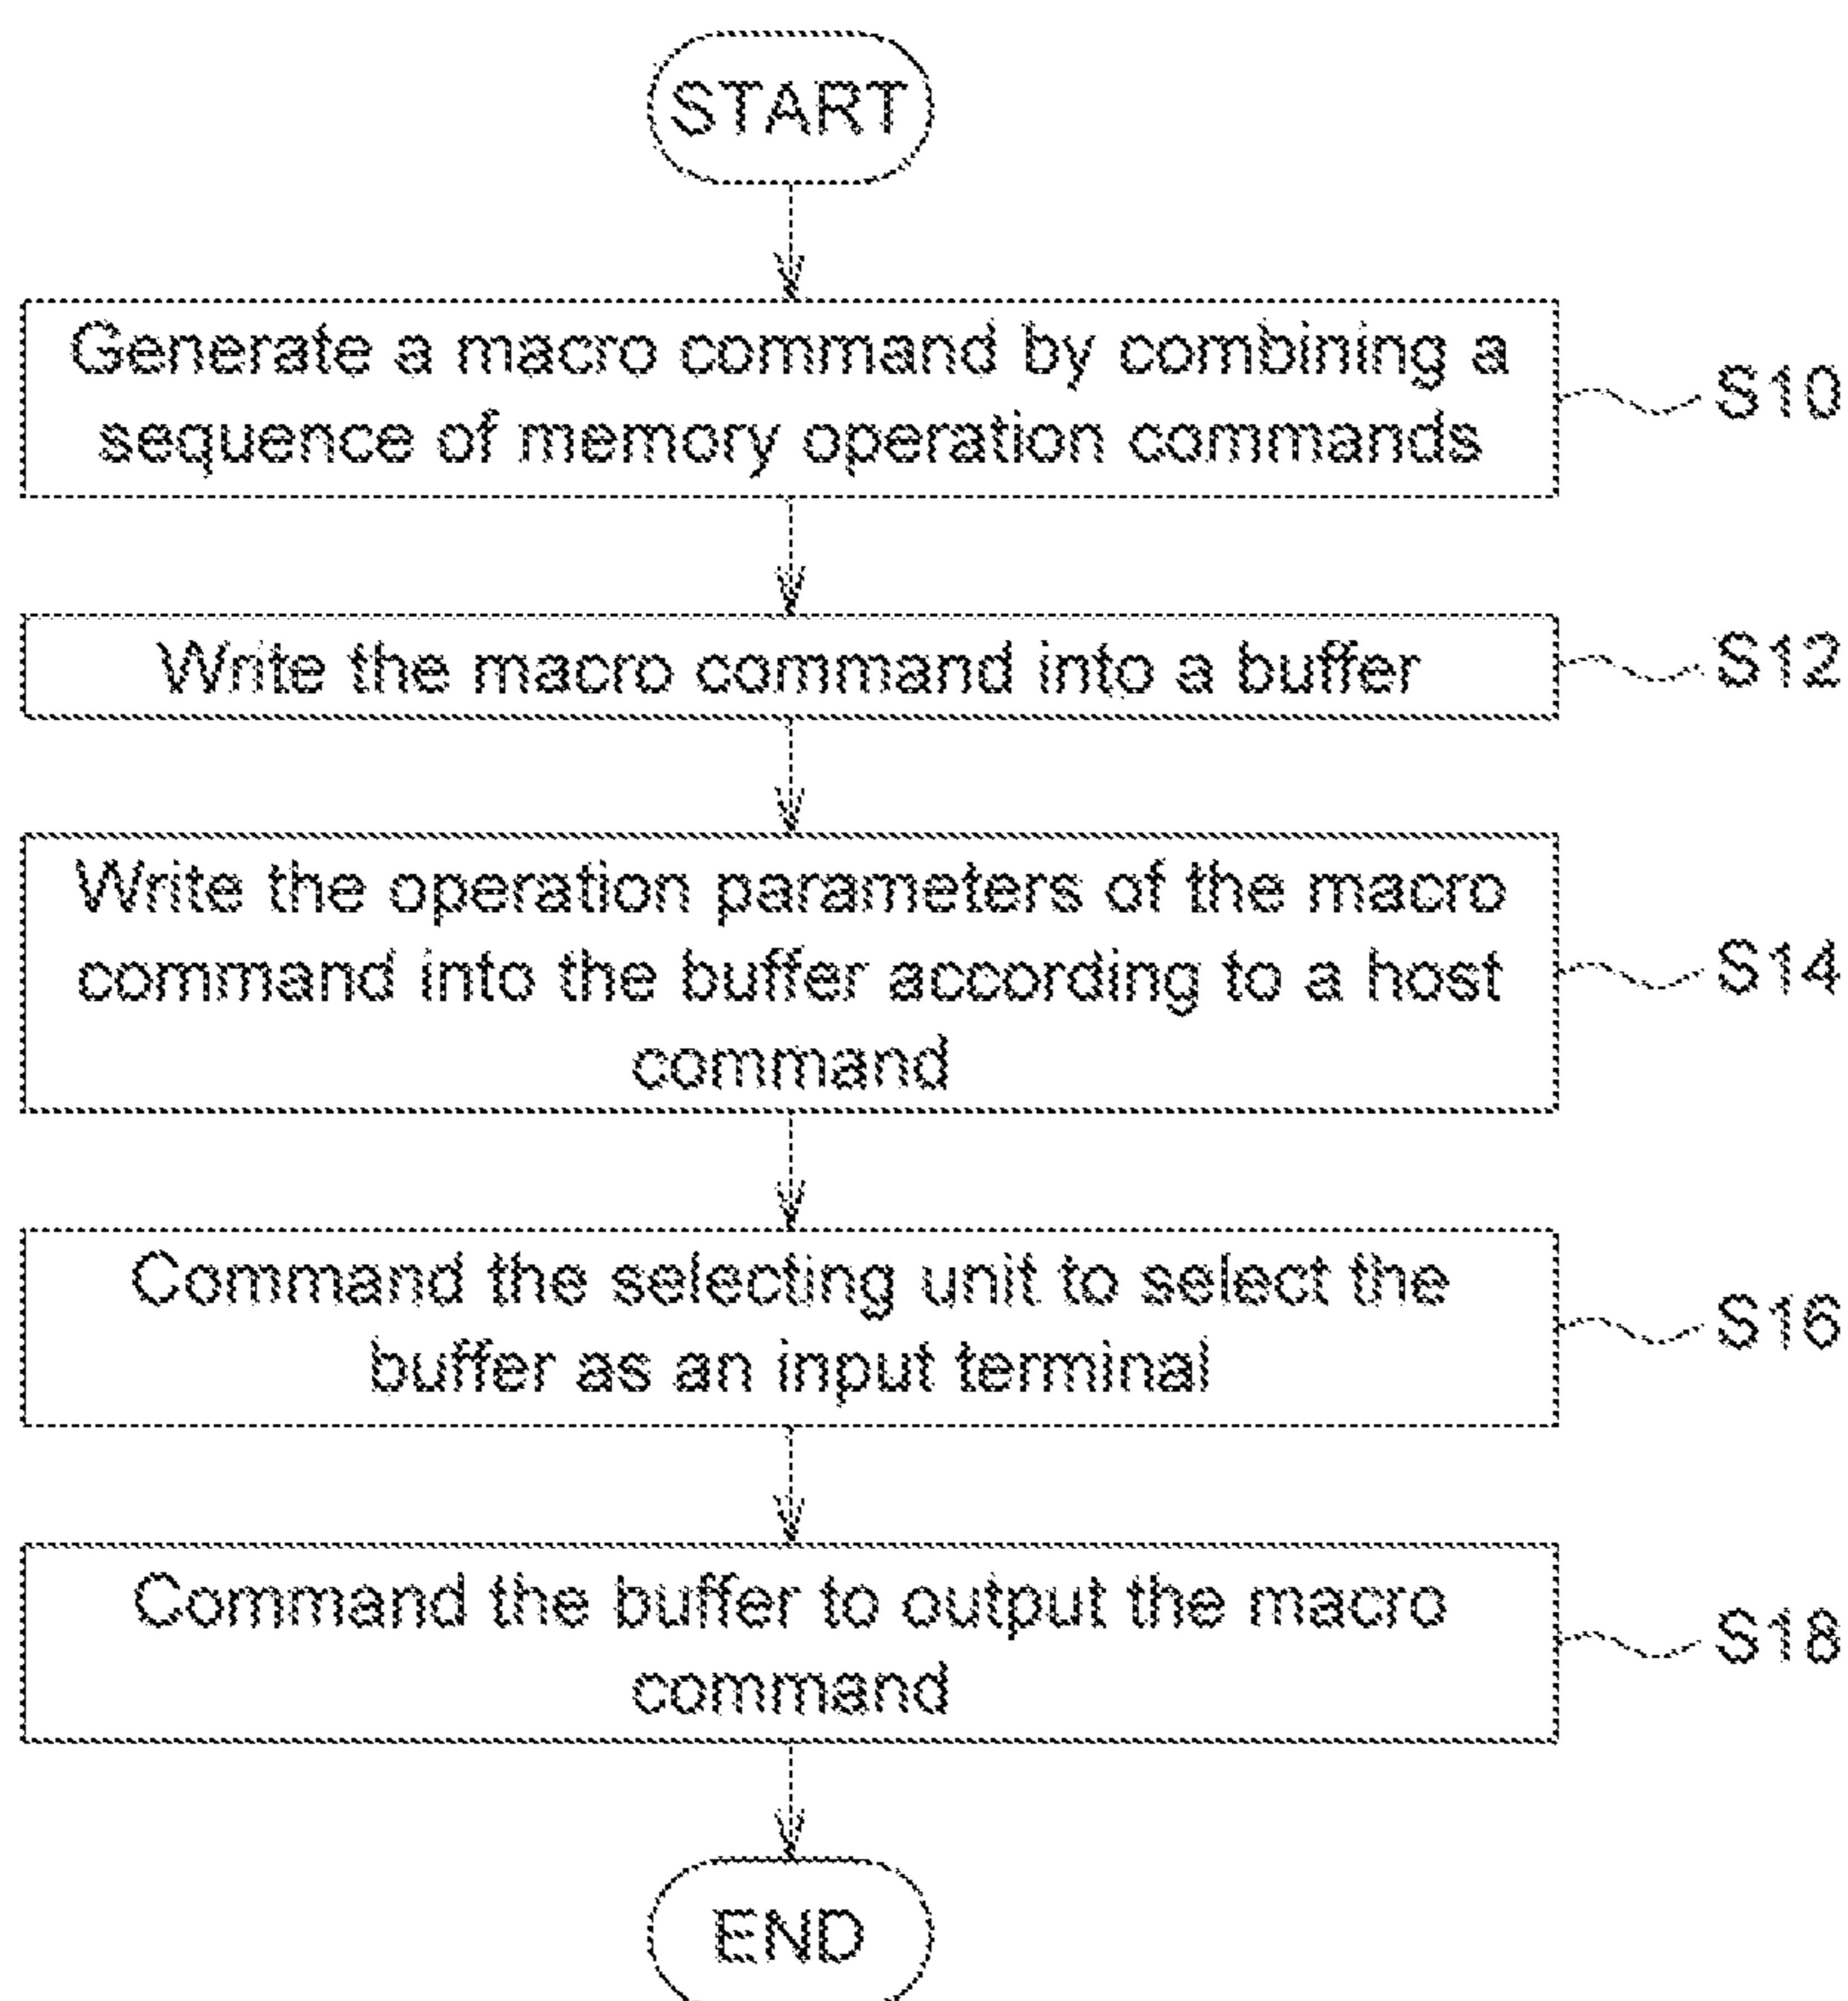 START
Generate a macro command by combining a
sequence of memory operation commands
S10
Write the macro command into a buffer
S12
Write the operation parameters of the macro
command into the buffer according to a host
command
S14
Command the selecting unit to select the
buffer as an input terminal
S16
Command the buffer to output the macro
command
S18
END